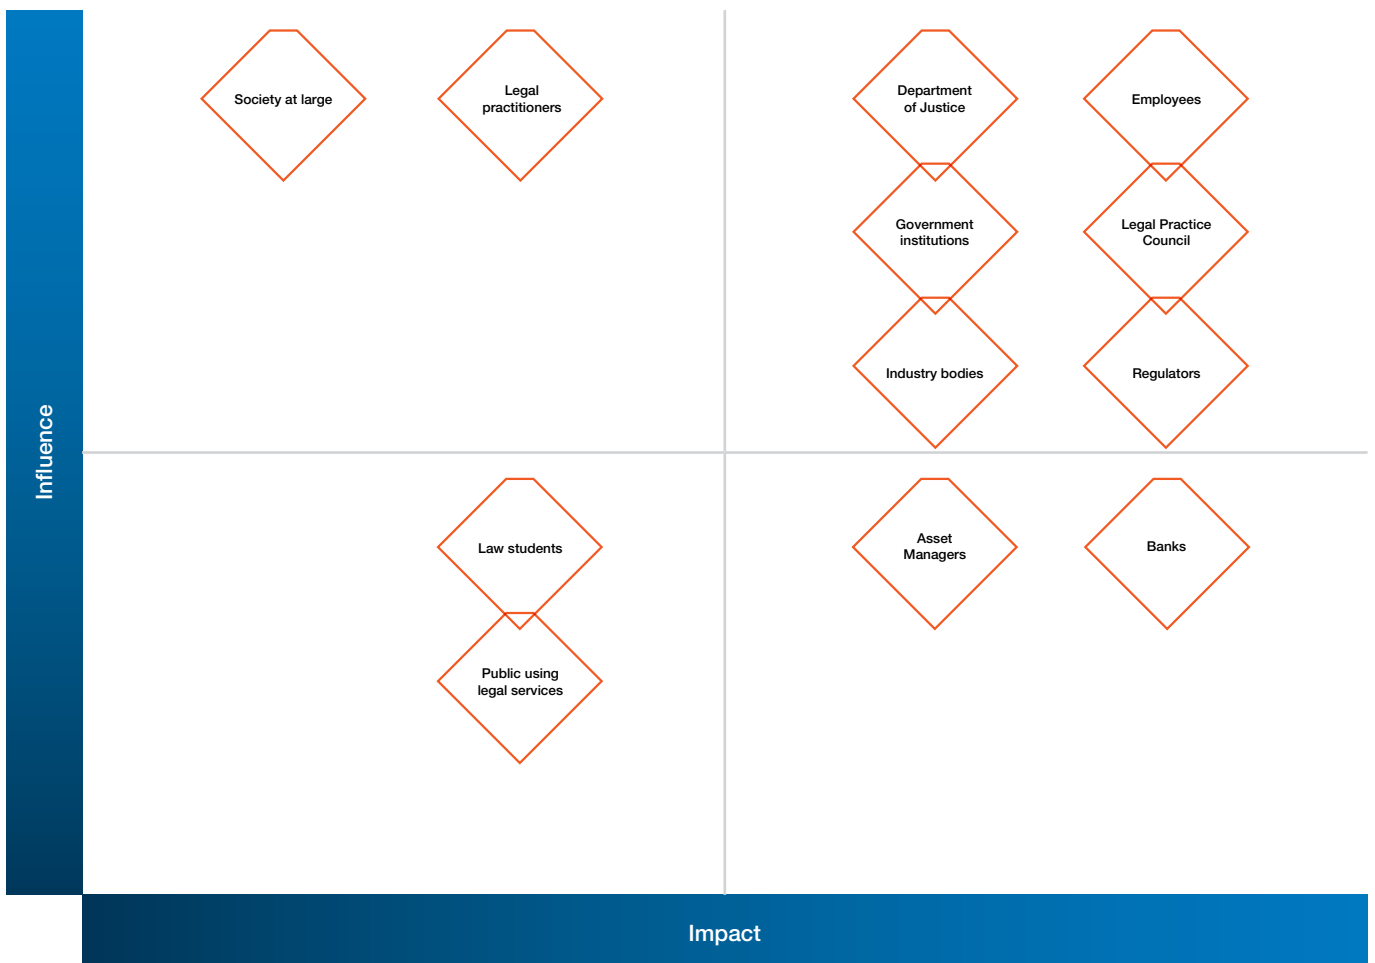 Society at large
Legal
practitioners
Department
of Justice
Employees
Government
institutions
Legal Practice
Council
Industry bodies
Regulators
Influence
Law students
Asset
Managers
Banks
Public using
legal services
Impact